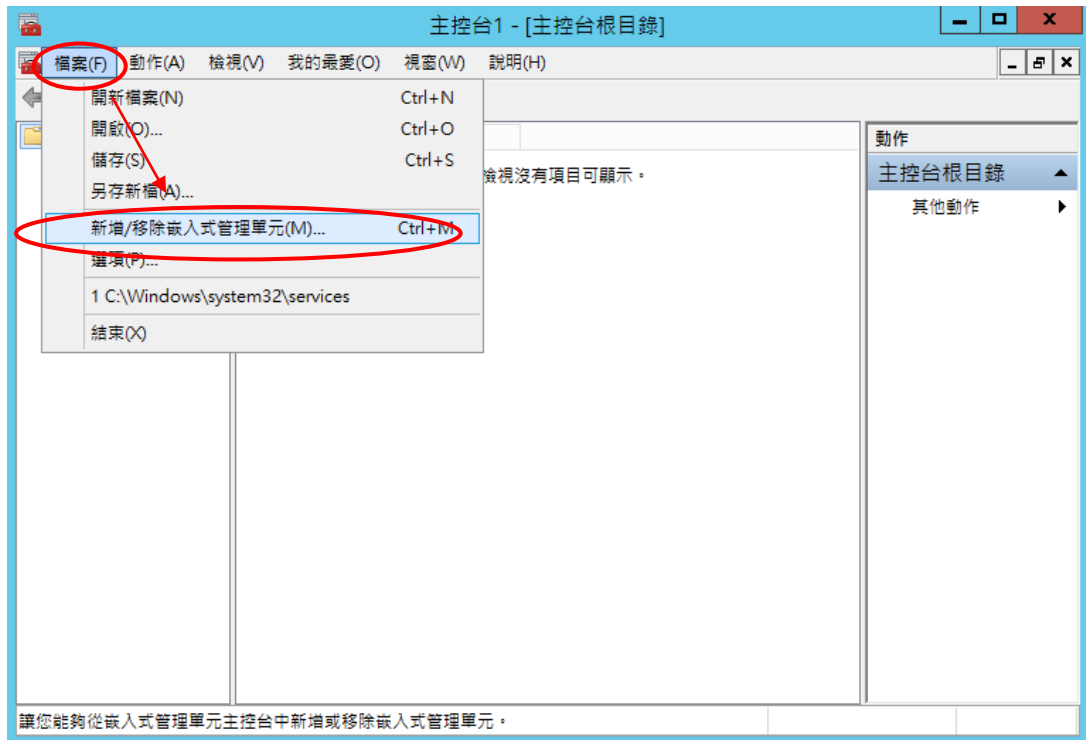 主控台1 - [主控台根目錄]
檔案(F) 動作(A) 檢視(V) 我的最愛(O) 視窗(W) 說明(H)
開新檔案(N) Ctrl+N
開啟(O)... Ctrl+O
儲存(S) Ctrl+S
另存新檔(A)...
新增/移除嵌入式管理單元(M)... Ctrl+M
選項(P)...
1 C:\Windows\system32\services
結束(X)
檢視沒有項目可顯示。
動作
主控台根目錄
其他動作
讓您能夠從嵌入式管理單元主控台中新增或移除嵌入式管理單元。